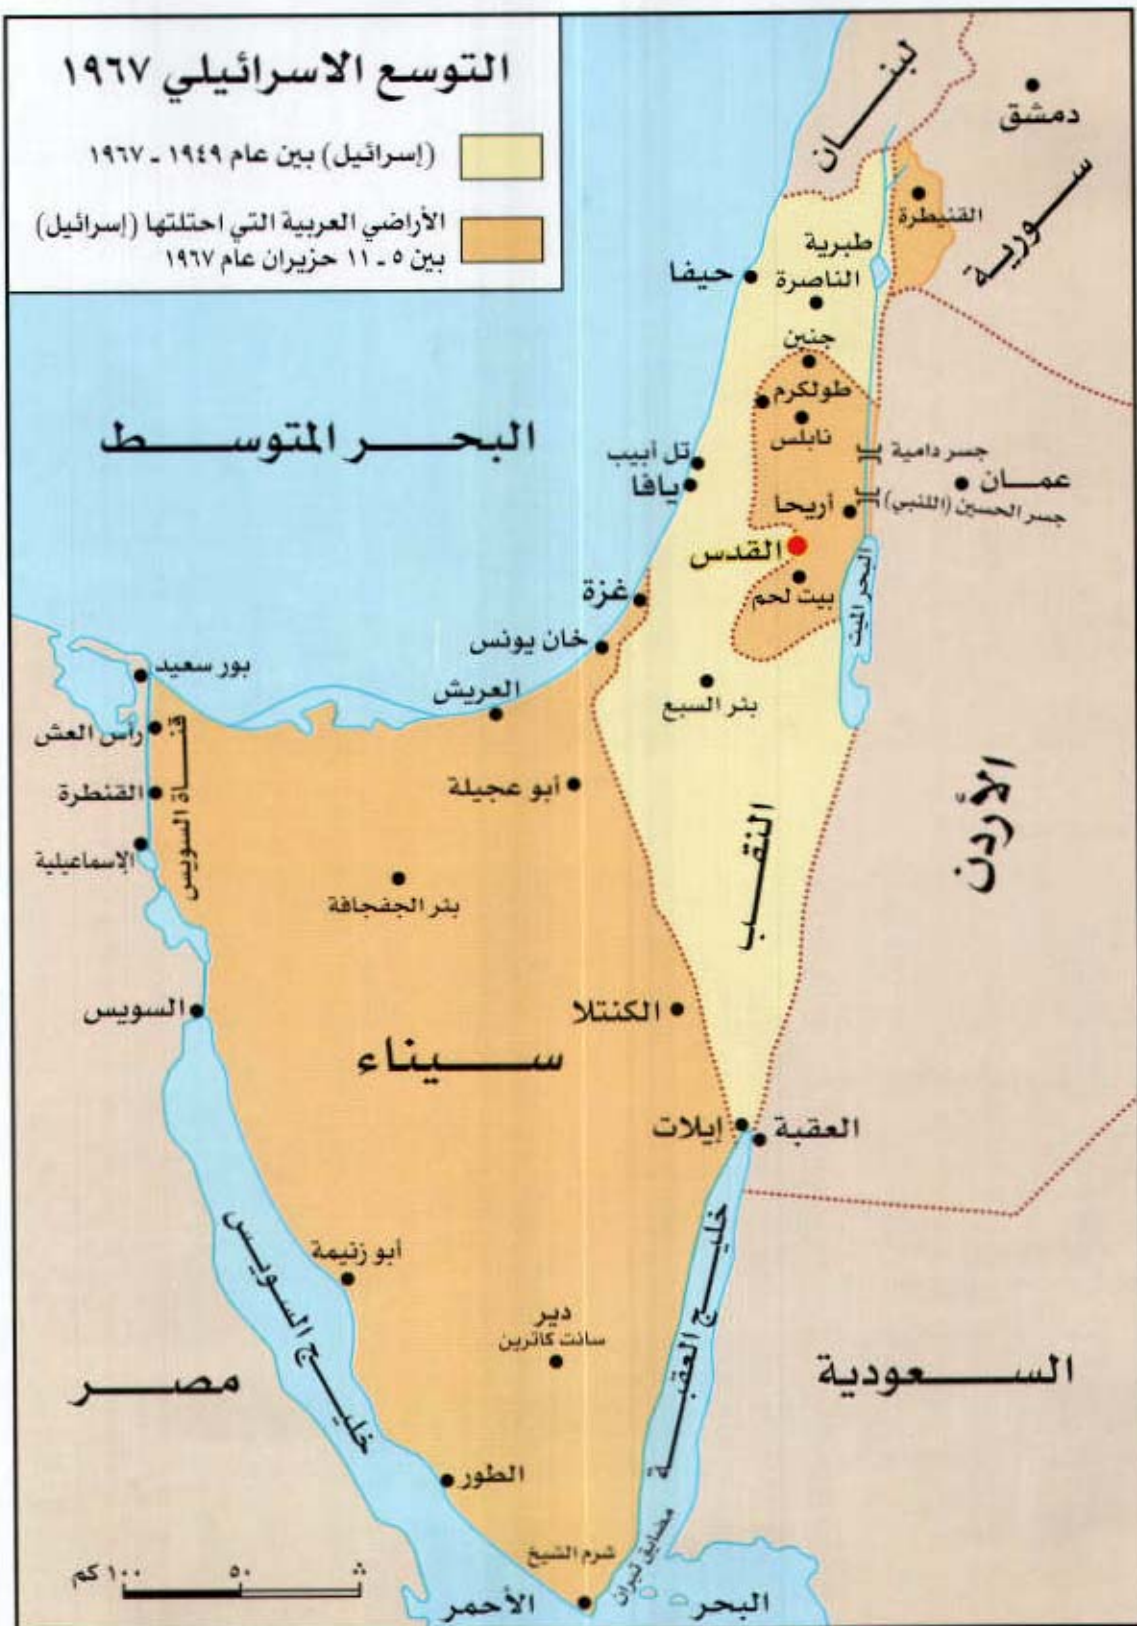 التوسع الاسرائيلي ١٩٦٧
(إسرائيل) بين عام ١٩٤٩ ـ ١٩٦٧
الأراضي العربية التي احتلتها (إسرائيل)
بين ٥ ـ ١١ حزيران عام ١٩٦٧
لبنان
دمشق
سورية
القنيطرة
طبرية
الناصرة
حيفا
جنين
طولكرم
نابلس
البحر المتوسط
تل أبيب
يافا
جسر دامية
عمان
جسر الحسين (اللنبي)
أريحا
القدس
بيت لحم
البحر الميت
غزة
خان يونس
العريش
بور سعيد
بئر السبع
رأس العش
قناة السويس
القنطرة
أبو عجيلة
الإسماعيلية
بئر الجفجافة
النقب
الأردن
السويس
الكنتلا
سيناء
إيلات
العقبة
خليج السويس
خليج العقبة
أبو زنيمة
دير
سانت كاترين
مصر
السعودية
الطور
شرم الشيخ
مضايق تيران
١٠٠ كم
٥٠
البحر
الأحمر